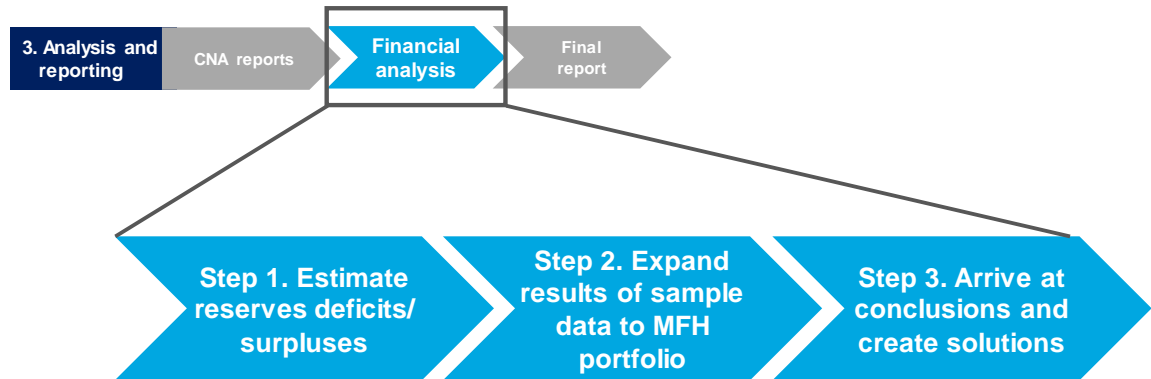 3. Analysis and
reporting
CNA reports
Financial
analysis
Final
report
Step 1. Estimate
reserves deficits/
surpluses
Step 2. Expand
results of sample
data to MFH
portfolio
Step 3. Arrive at
conclusions and
create solutions